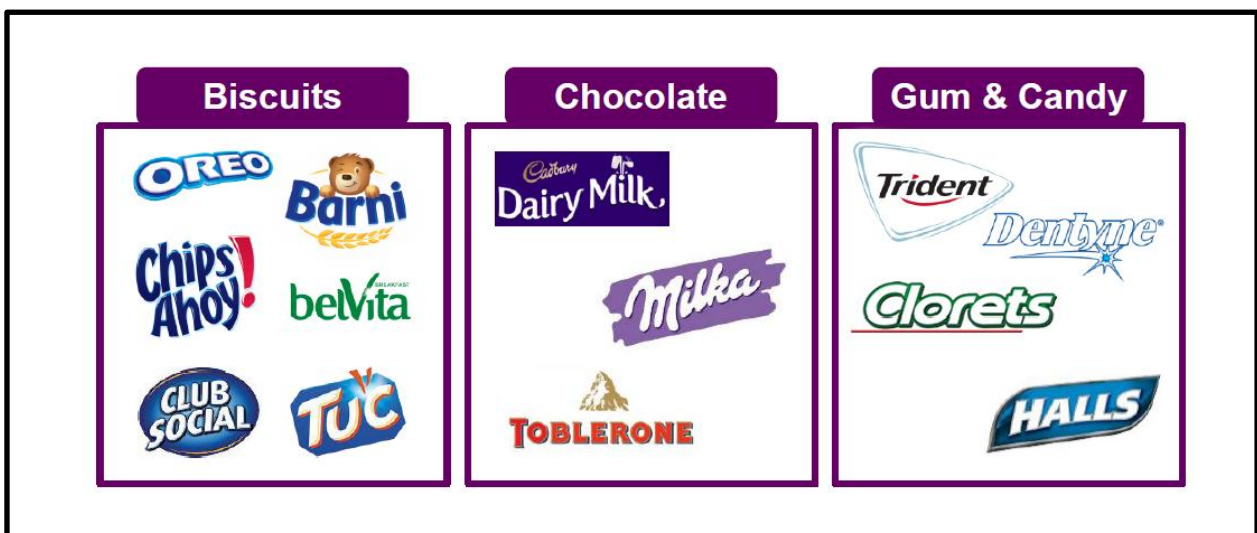 Biscuits
OREO
Barni
Chips
Ahoy!
BREAKFAST
belVita
CLUB
SOCIAL
TUC
Chocolate
Cadbury
Dairy Milk
MILKA
TOBLERONE
Gum & Candy
Trident
Dentyne®
Clorets
HALLS